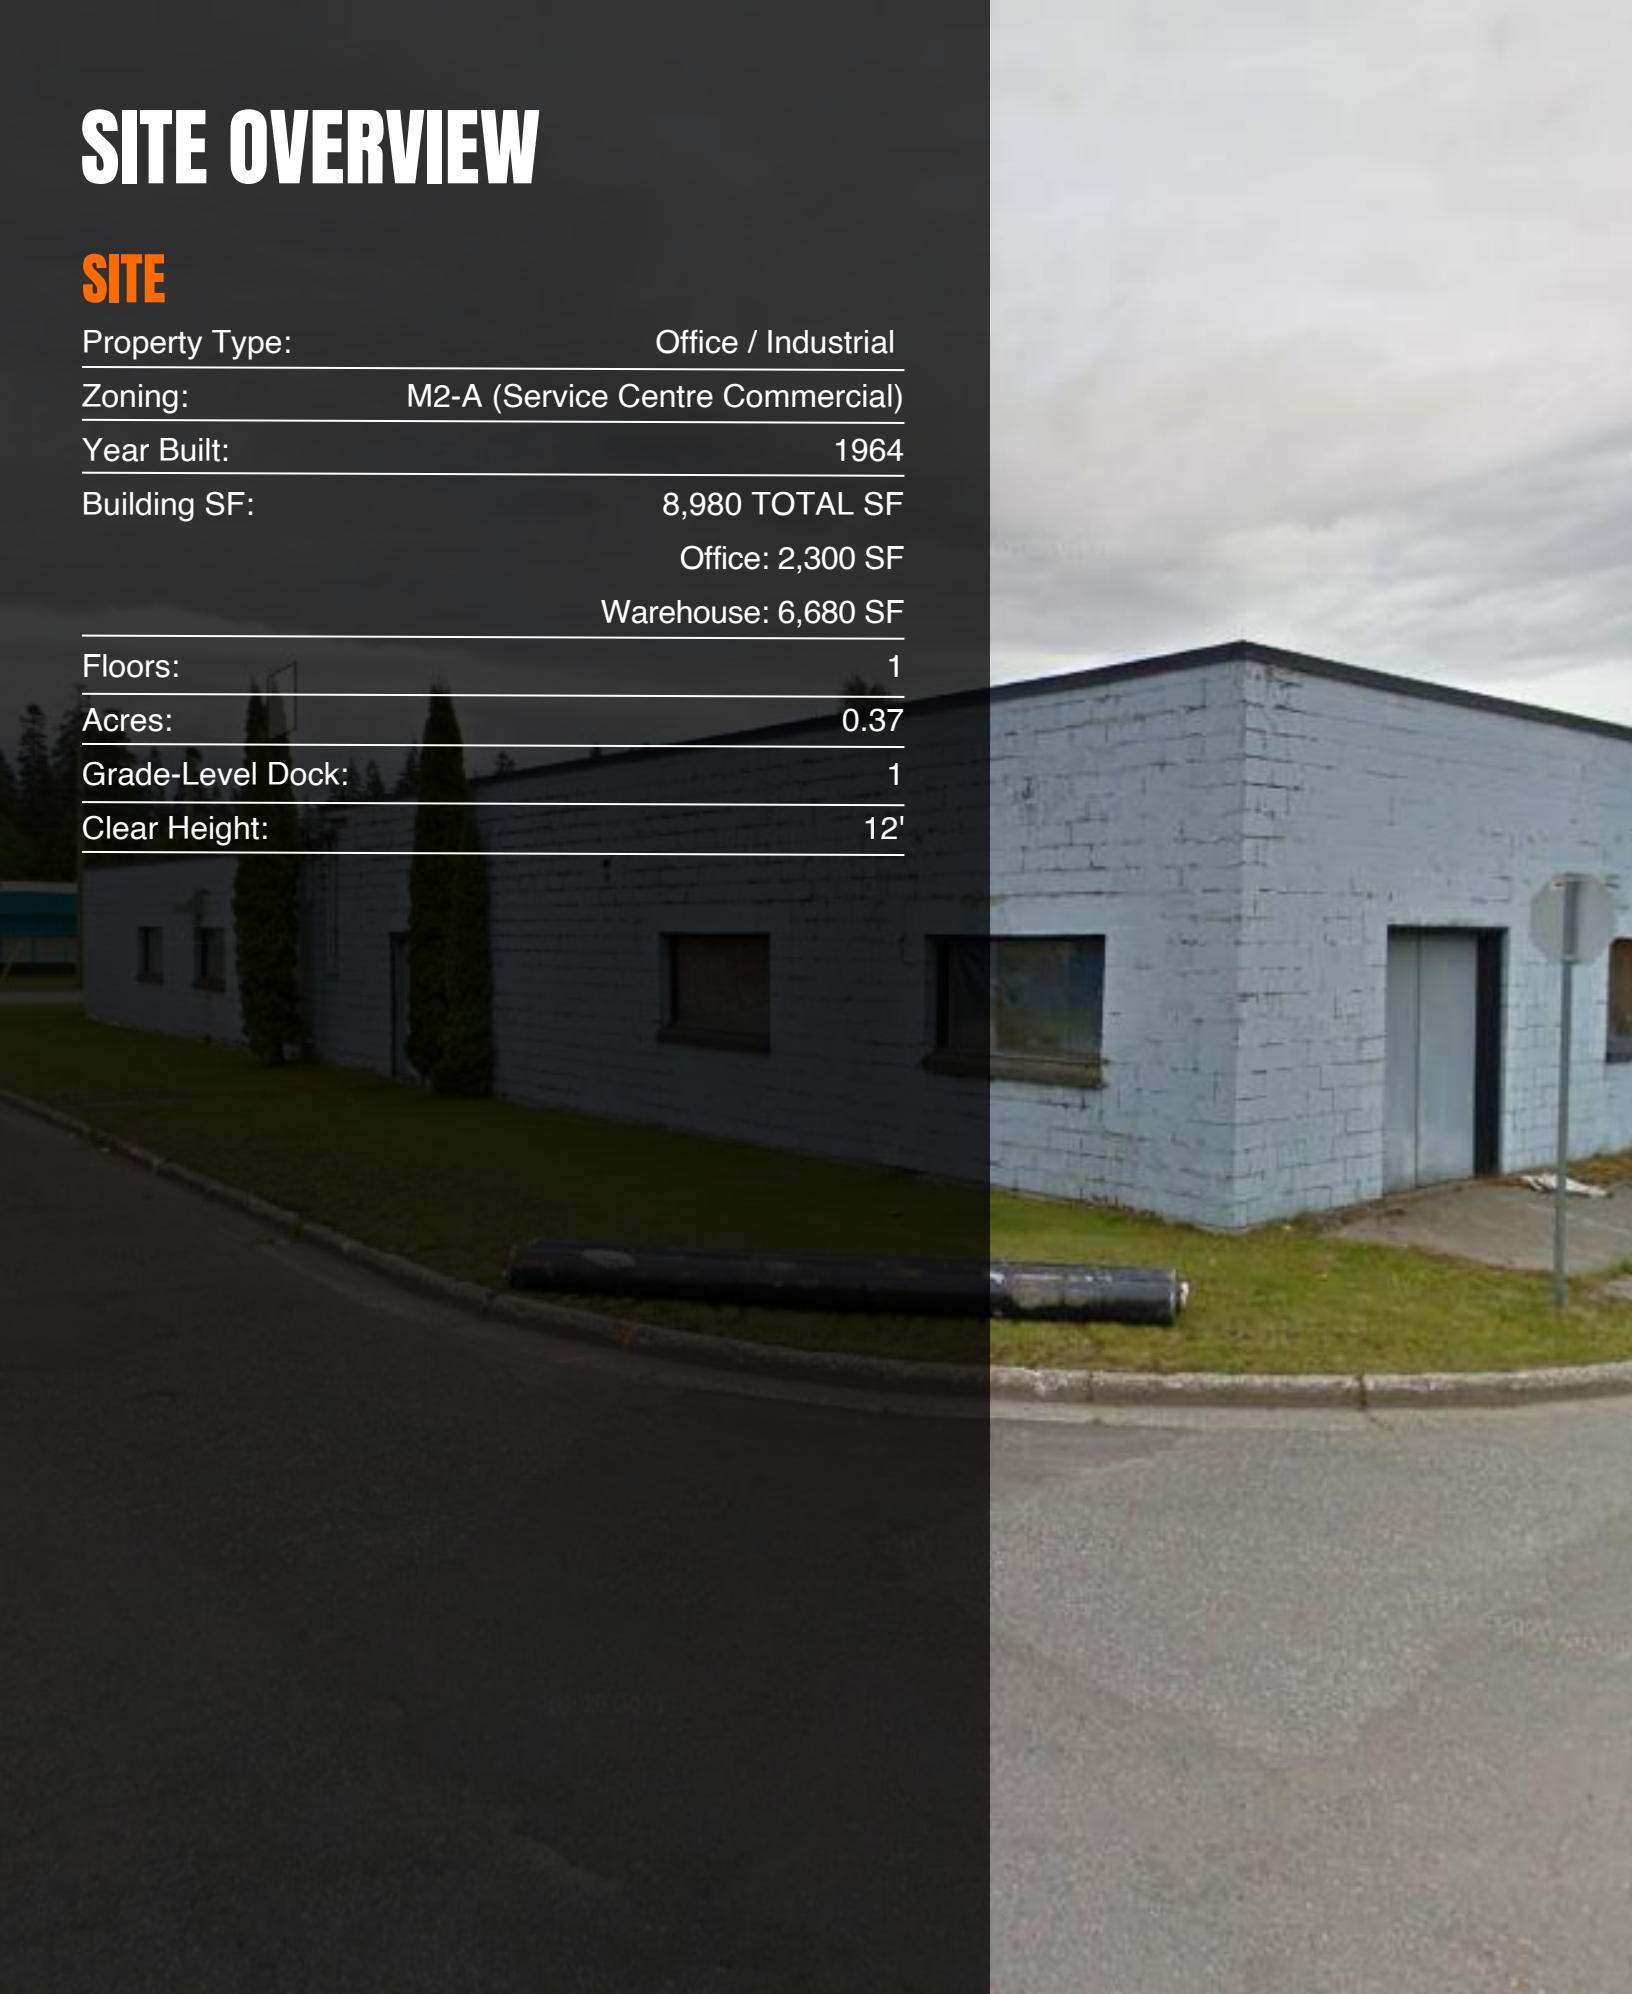 SITE OVERVIEW
SITE
Property Type: Office / Industrial
Zoning: M2-A (Service Centre Commercial)
Year Built: 1964
Building SF: 8,980 TOTAL SF
Office: 2,300 SF
Warehouse: 6,680 SF
Floors: 1
Acres: 0.37
Grade-Level Dock: 1
Clear Height: 12'